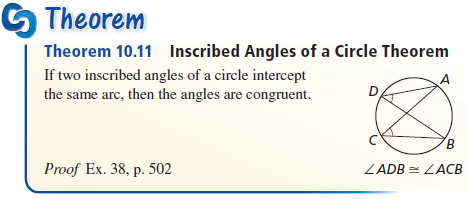 Theorem
Theorem 10.11 Inscribed Angles of a Circle Theorem
If two inscribed angles of a circle intercept
the same arc, then the angles are congruent.
A
D
C
B
Proof Ex. 38, p. 502
∠ADB ≅ ∠ACB